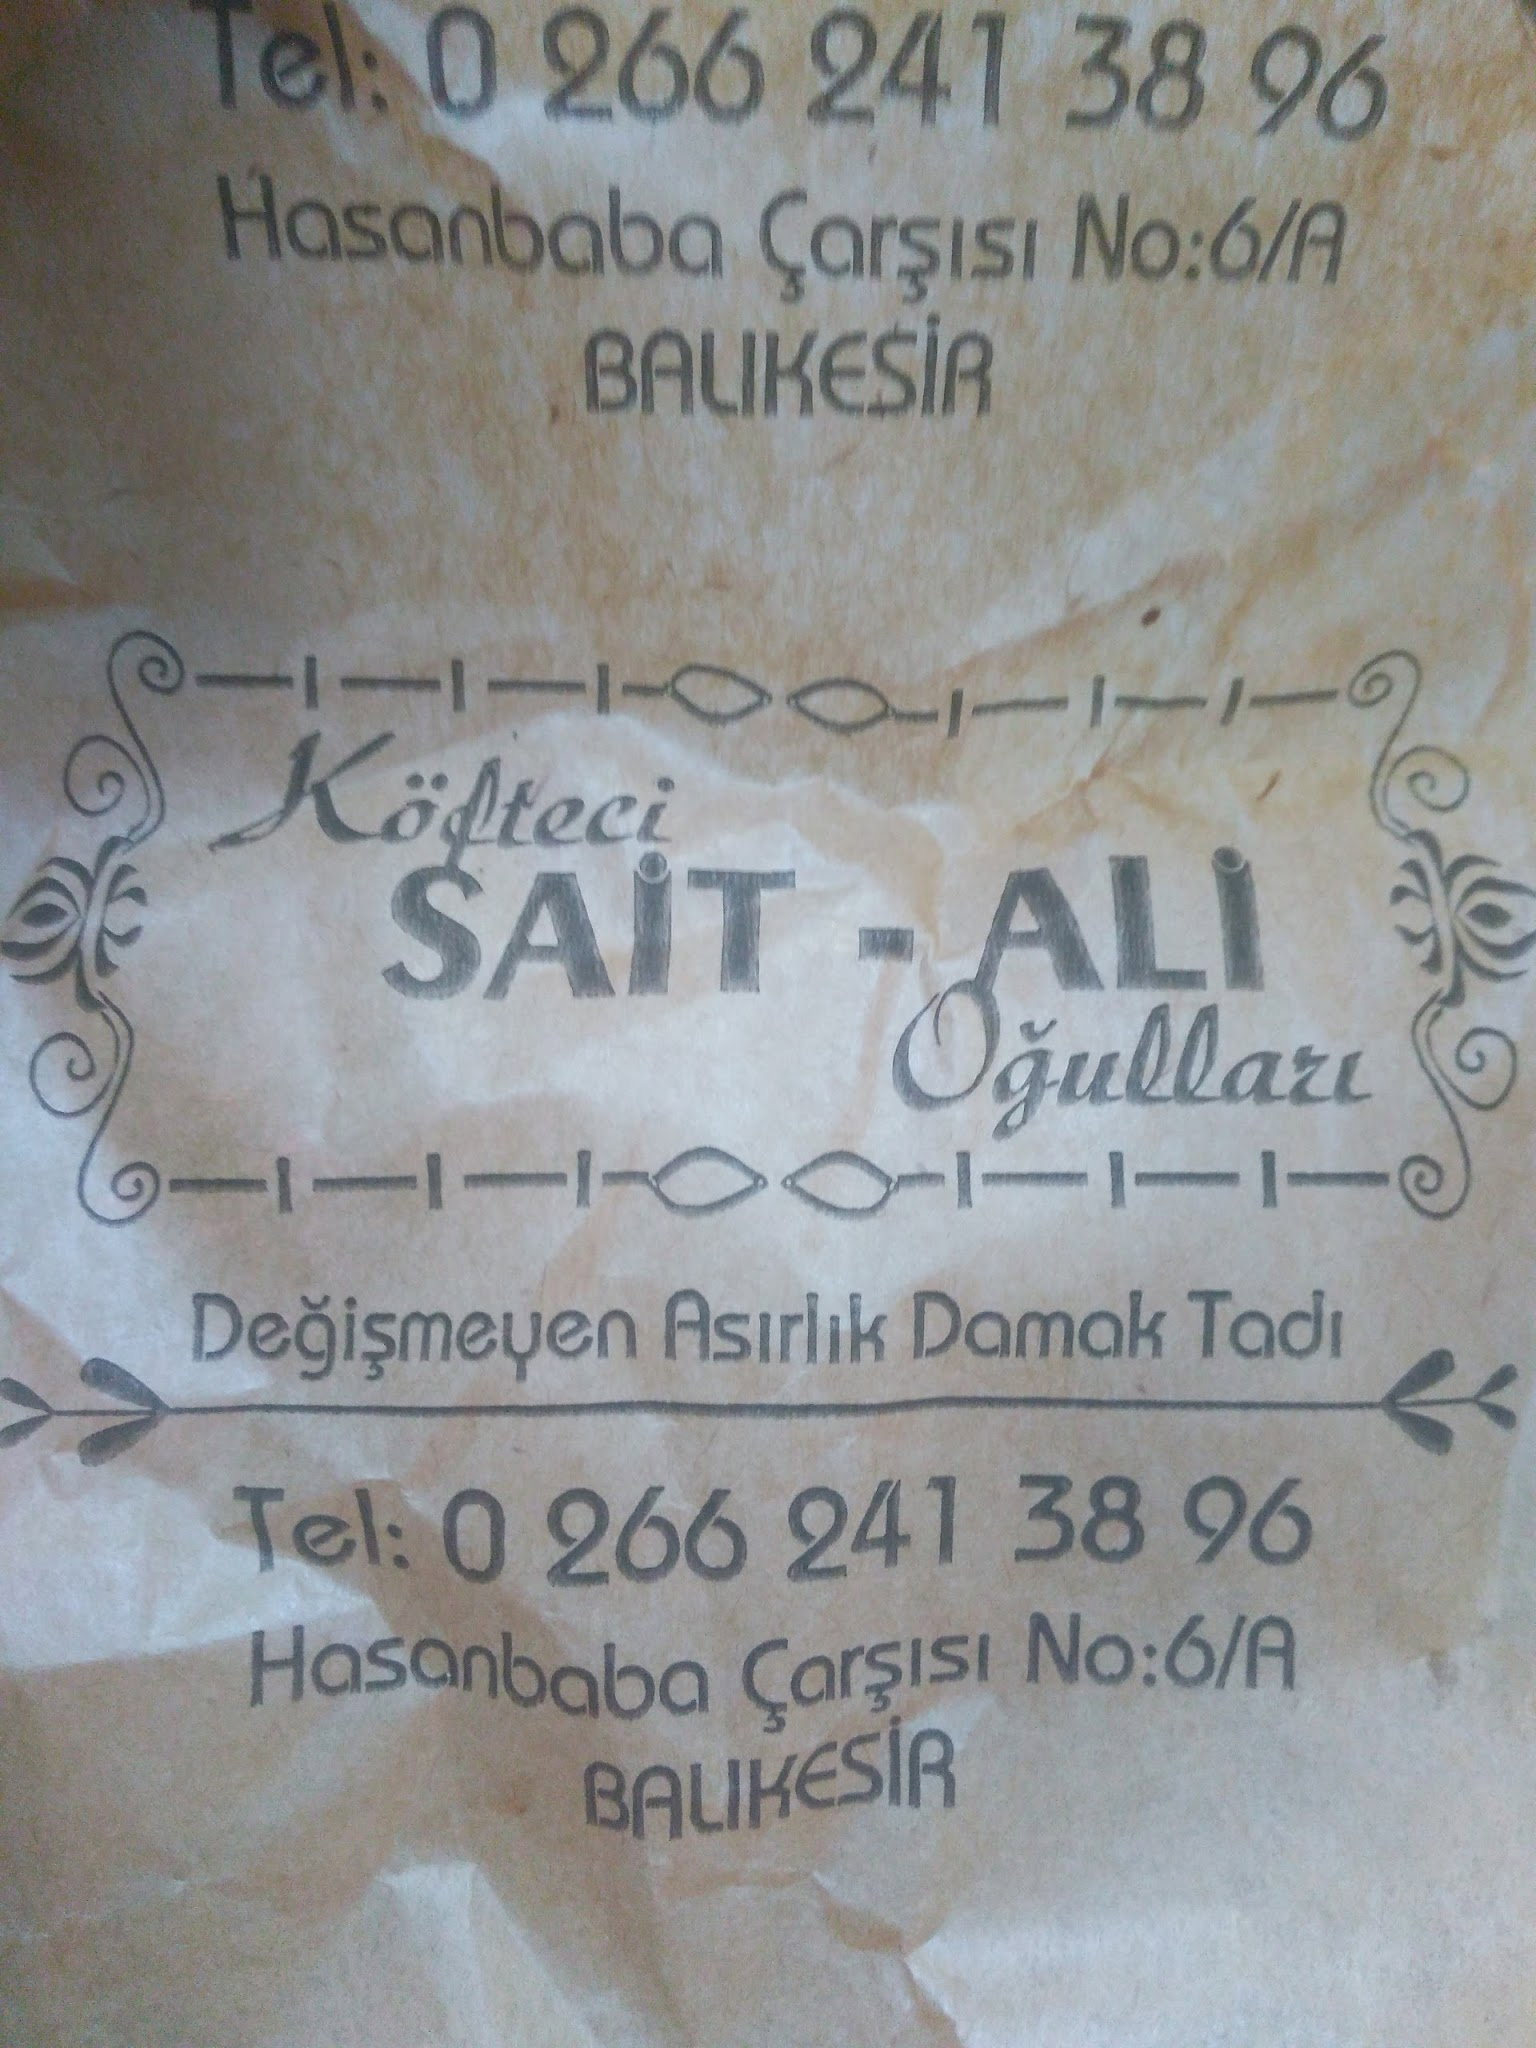 Tel: 0 266 241 38 96
Hasanbaba Çarşısı No:6/A
BALIKESİR
Köfteci
SAİT - ALİ
Oğulları
Değişmeyen Asırlık Damak Tadı
Tel: 0 266 241 38 96
Hasanbaba Çarşısı No:6/A
BALIKESİR